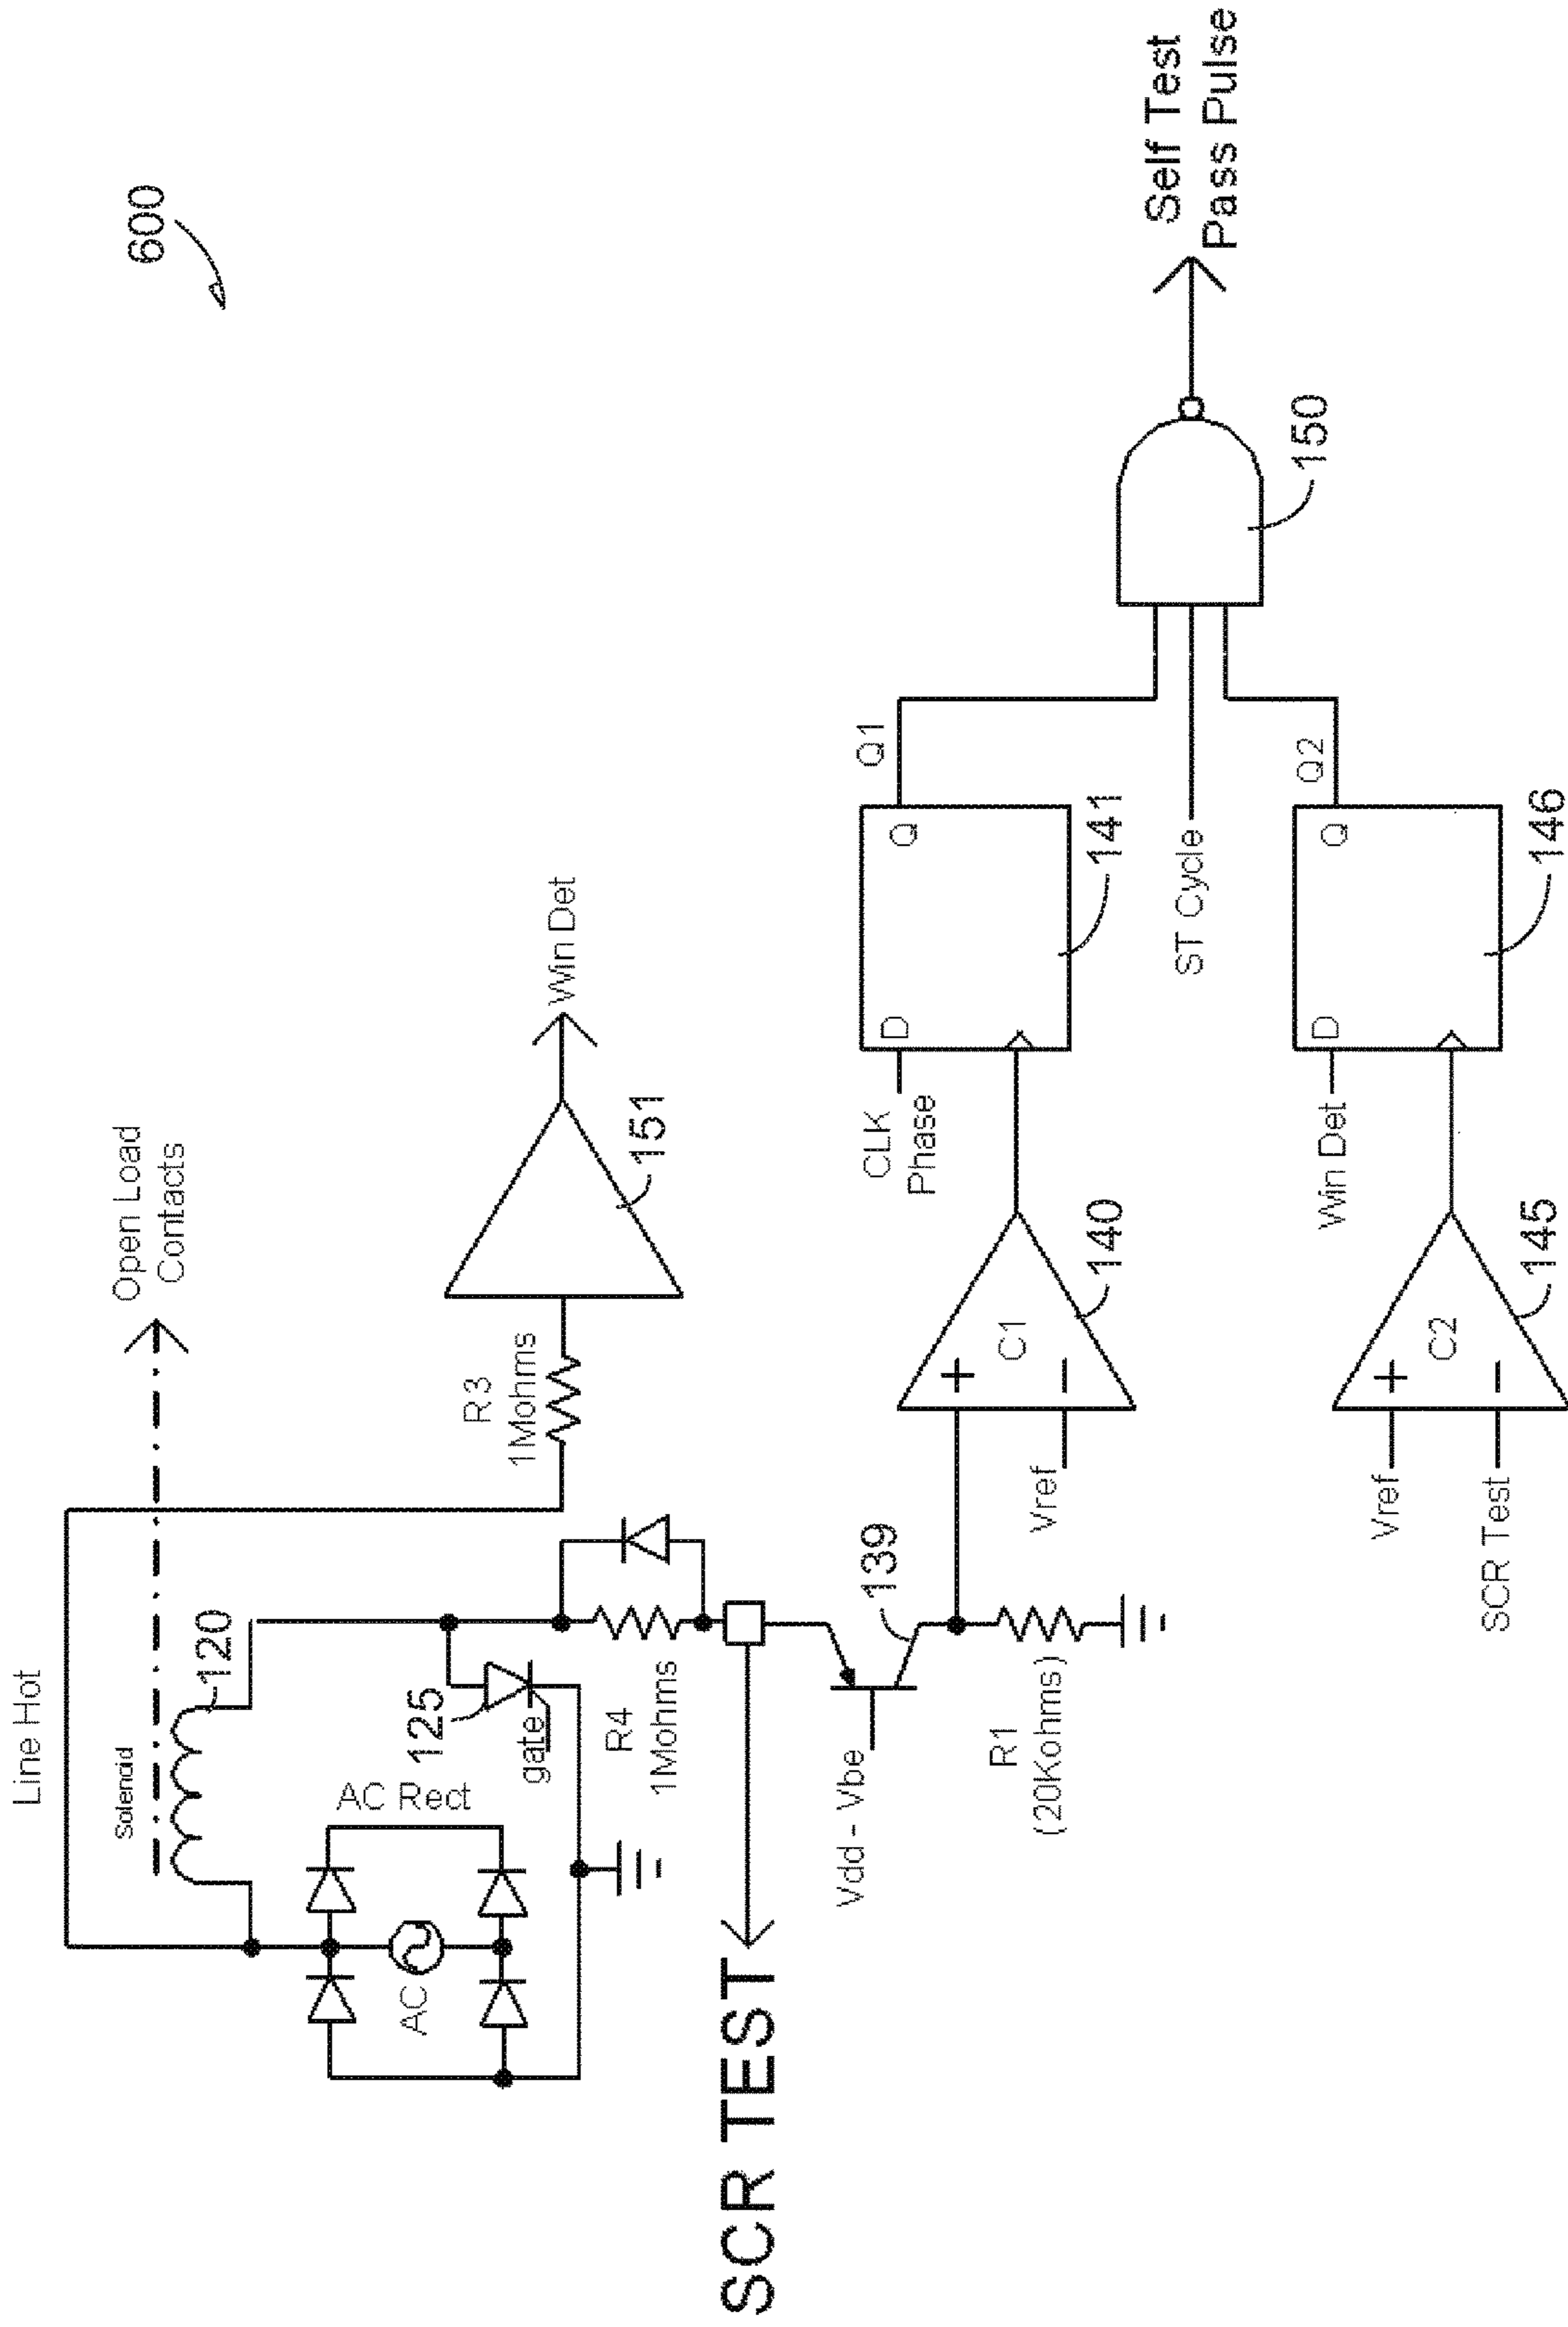 600
Line Hot
Open Load
Contacts
Solenoid
120
AC Rect
AC
125
gate
R3
1Mohms
151
Win Det
R4
1Mohms
SCR TEST
Vdd - Vbe
139
R1
(20Kohms)
Vref
C1
+
−
140
CLK
Phase
D
Q
Q1
141
ST Cycle
150
Self Test
Pass Pulse
Vref
SCR Test
C2
+
−
145
Win Det
D
Q
Q2
146